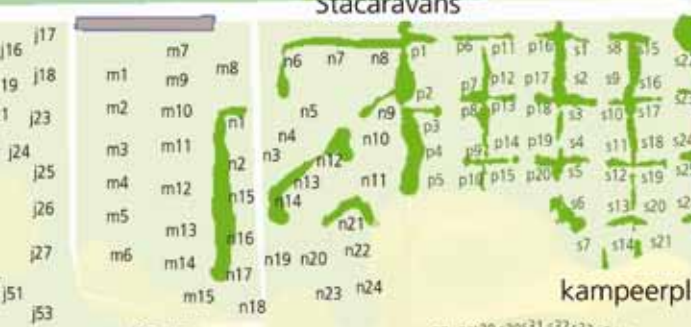 Stacaravans
j17
j16
m7
n6 n7 n8 p1 p6 p11 p16 s1 s8 s15
19 j18 m1 m9 m8
p7 p12 p17 s2 s9 s16
p2
1 j23 m2 m10 n1 n5 n9 p8 p13 p18 s3 s10 s17
p3
j24 m3 m11 n4 n10 p14 p19 s4 s11 s18 s24
n2 n3 n12 p4 p9
j25 m4 m12 n13 n11 p5 p10 p15 p20 s5 s12 s19
n15 n14
j26 m5 s6 s13 s20
m13 n16 n21
j27 m6 m14 n17 n19 n20 n22 s7 s14 s21
j51 m15 n18 n23 n24 kampeerpl
j53